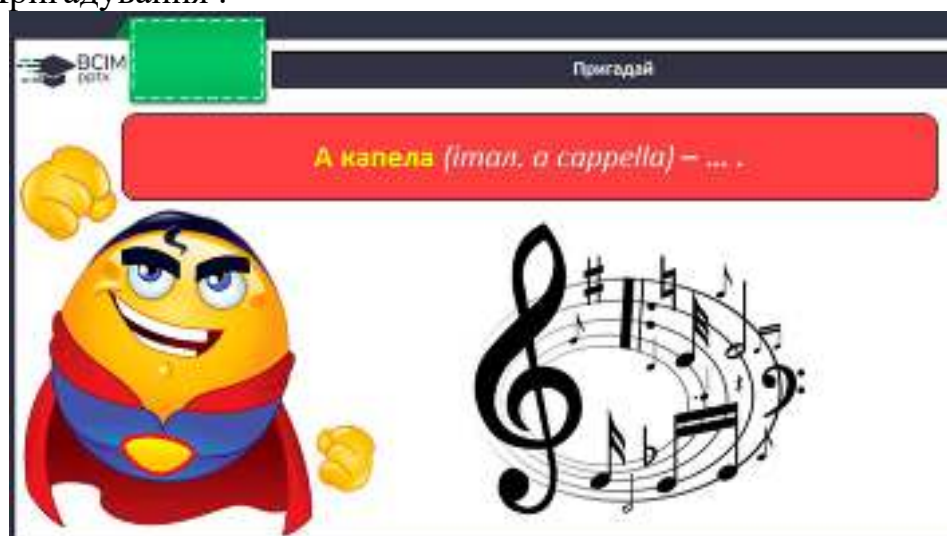 пригадування .
ВСІМ
pptx
Пригадай
А капела (італ. a cappella) – ... .